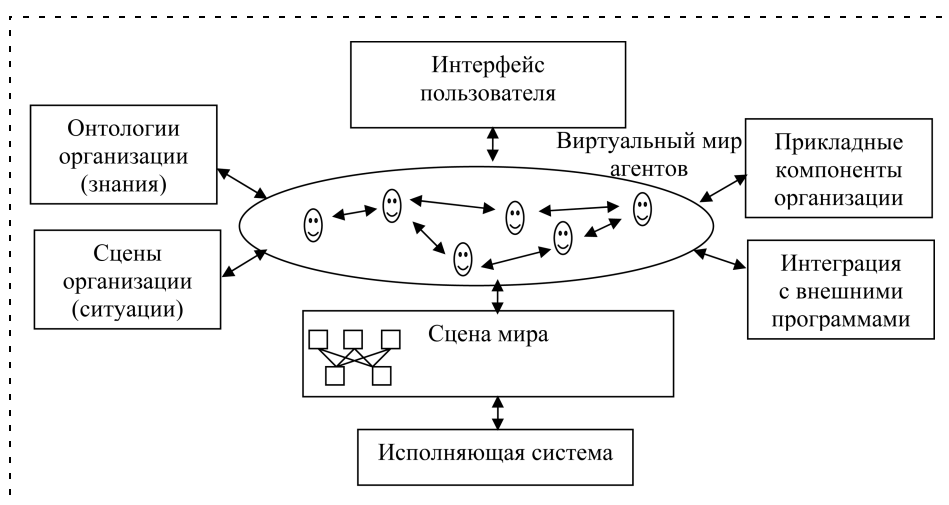 Интерфейс
пользователя
Онтологии
организации
(знания)
Виртуальный мир
агентов
Прикладные
компоненты
организации
Сцены
организации
(ситуации)
Интеграция
с внешними
программами
Сцена мира
Исполняющая система